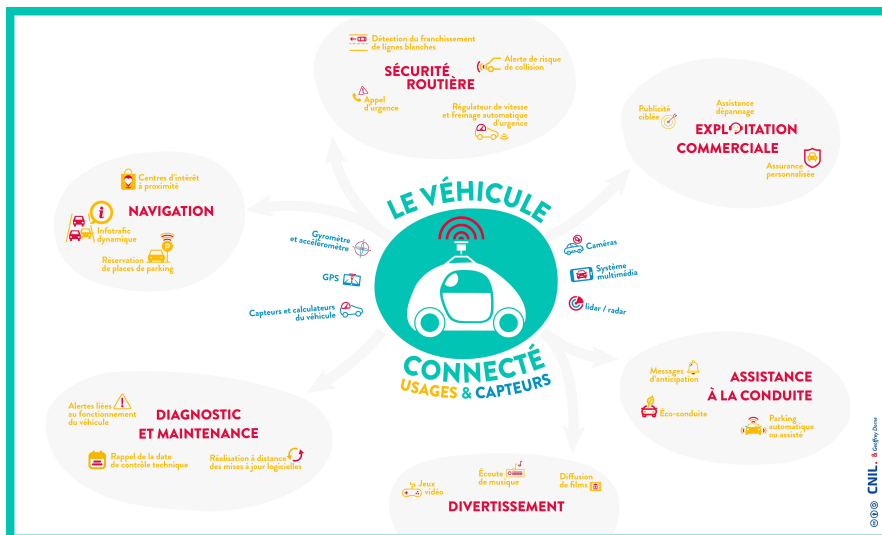 Détection du franchissement
de lignes blanches
SÉCURITÉ
ROUTIÈRE
Alerte de risque
de collision
Appel
d'urgence
Régulateur de vitesse
et freinage automatique
d'urgence
Publicité
ciblée
Assistance
dépannage
EXPLOITATION
COMMERCIALE
Assurance
personnalisée
Centres d'intérêt
à proximité
NAVIGATION
i
Infotrafic
dynamique
P
Réservation
de places de parking
LE VÉHICULE
CONNECTÉ
USAGES & CAPTEURS
Gyromètre
et accéléromètre
GPS
Capteurs et calculateurs
du véhicule
Caméras
Système
multimédia
lidar / radar
Messages
d'anticipation
ASSISTANCE
À LA CONDUITE
Éco-conduite
Parking
automatique
ou assisté
Alertes liées
au fonctionnement
du véhicule
DIAGNOSTIC
ET MAINTENANCE
Rappel de la date
de contrôle technique
Réalisation à distance
des mises à jour logicielles
Jeux
vidéo
Écoute
de musique
Diffusion
de films
DIVERTISSEMENT
CNIL. & Geoffrey Dorne